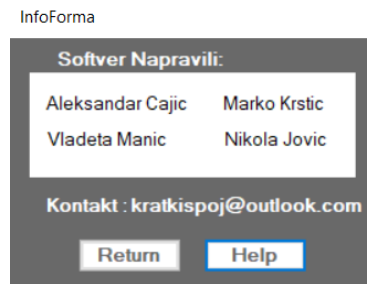 InfoForma
Softver Napravili:
Aleksandar Cajic Marko Krstic
Vladeta Manic Nikola Jovic
Kontakt : kratkispoj@outlook.com
Return Help